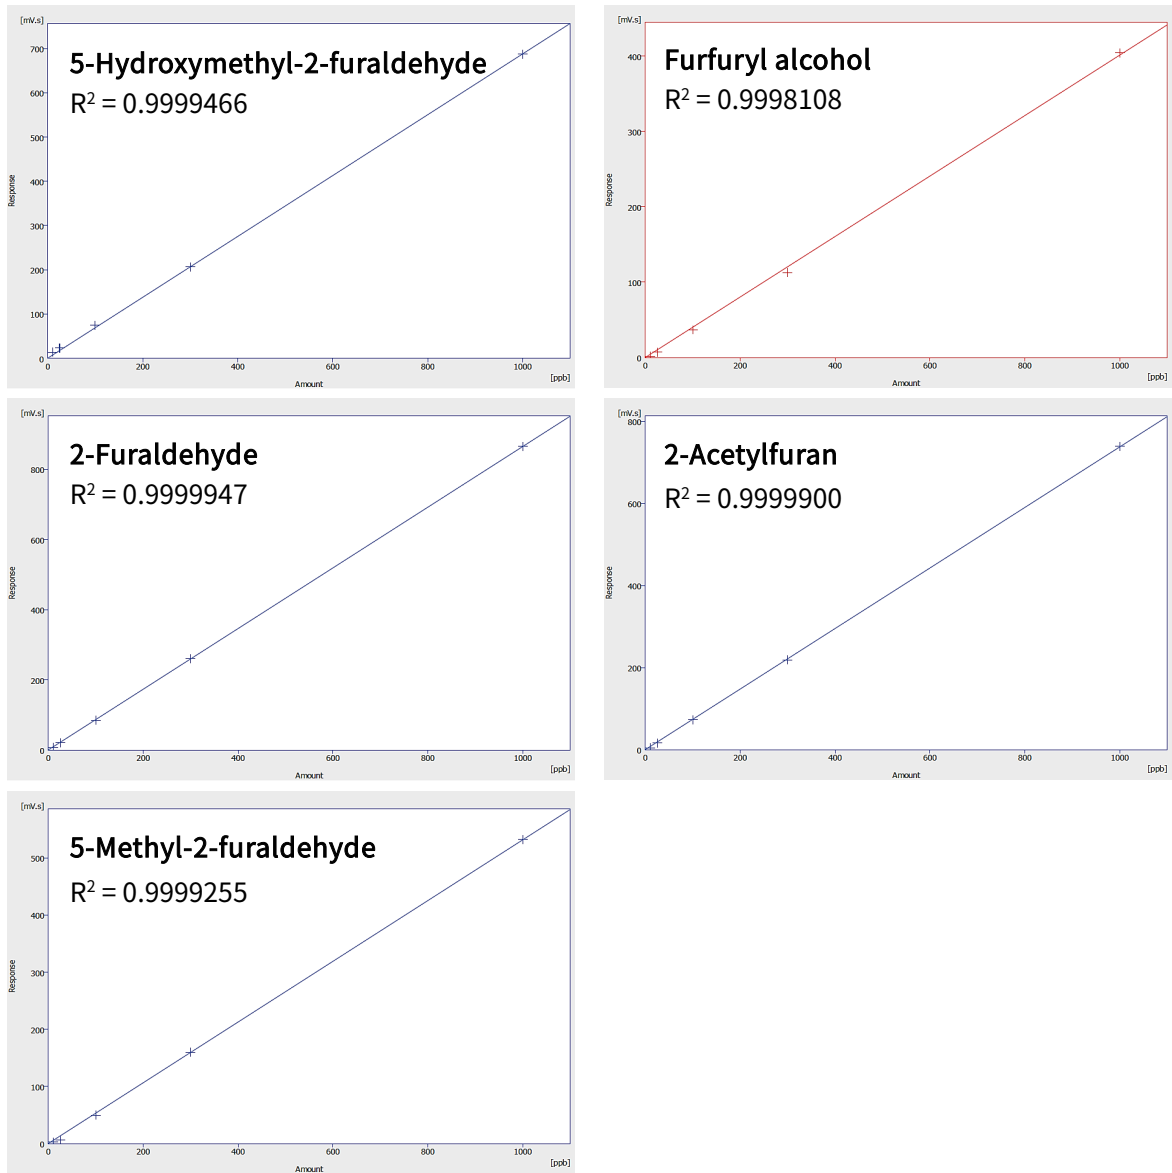 [mV.s]
5-Hydroxymethyl-2-furaldehyde
R² = 0.9999466
700
600
500
400
300
200
100
0
Response
0 200 400 600 800 1000
Amount
[ppb]
[mV.s]
Furfuryl alcohol
R² = 0.9998108
400
300
200
100
0
Response
0 200 400 600 800 1000
Amount
[ppb]
[mV.s]
2-Furaldehyde
R² = 0.9999947
800
600
400
200
0
Response
0 200 400 600 800 1000
Amount
[ppb]
[mV.s]
800
2-Acetylfuran
R² = 0.9999900
600
400
200
0
Response
0 200 400 600 800 1000
Amount
[ppb]
[mV.s]
5-Methyl-2-furaldehyde
R² = 0.9999255
500
400
300
200
100
0
Response
0 200 400 600 800 1000
Amount
[ppb]